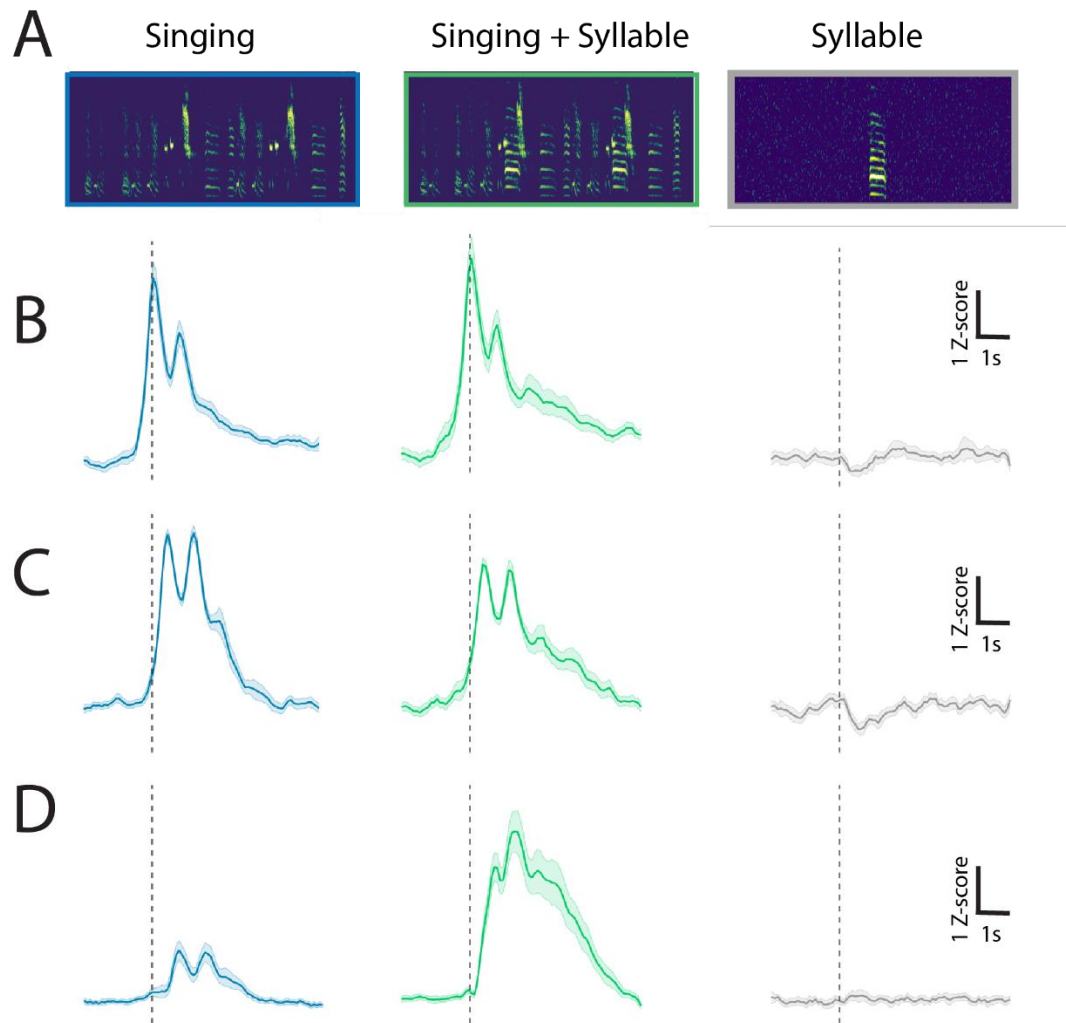 A
Singing
Singing + Syllable
Syllable
B
1 Z-score
1s
C
1 Z-score
1s
D
1 Z-score
1s